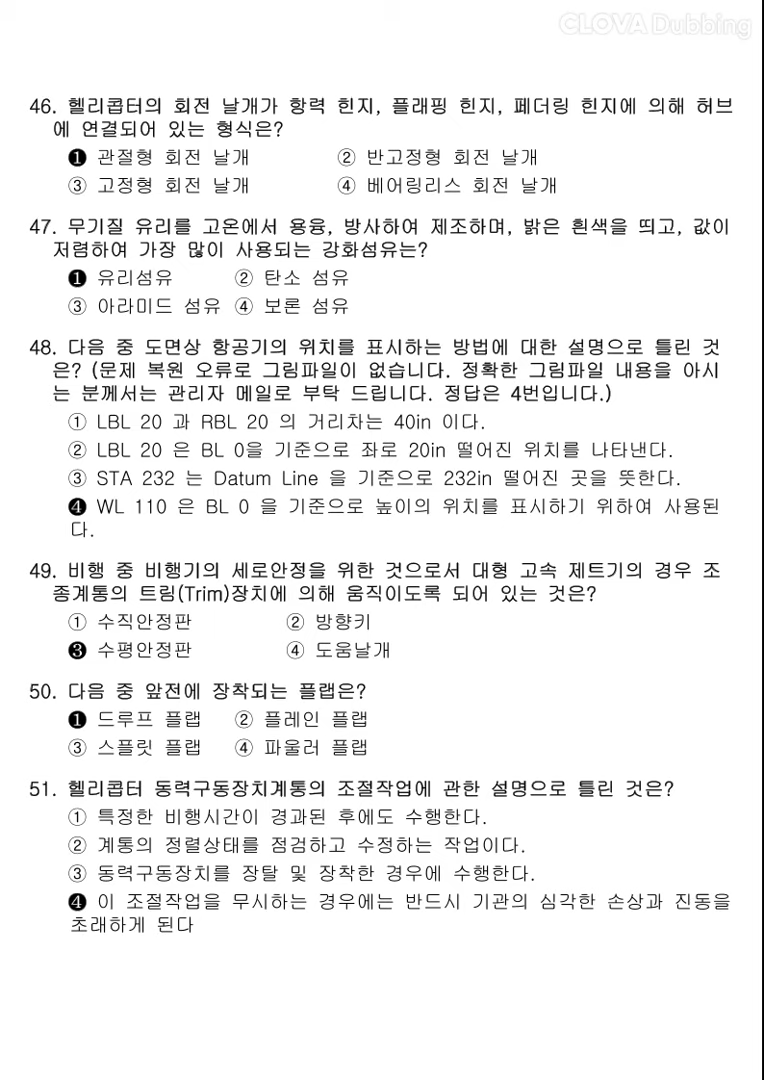 CLOVA Dubbing
46. 헬리콥터의 회전 날개가 항력 힌지, 플래핑 힌지, 페더링 힌지에 의해 허브
에 연결되어 있는 형식은?
❶ 관절형 회전 날개 ② 반고정형 회전 날개
③ 고정형 회전 날개 ④ 베어링리스 회전 날개
47. 무기질 유리를 고온에서 용융, 방사하여 제조하며, 밝은 흰색을 띄고, 값이
저렴하여 가장 많이 사용되는 강화섬유는?
❶ 유리섬유 ② 탄소 섬유
③ 아라미드 섬유 ④ 보론 섬유
48. 다음 중 도면상 항공기의 위치를 표시하는 방법에 대한 설명으로 틀린 것
은? (문제 복원 오류로 그림파일이 없습니다. 정확한 그림파일 내용을 아시
는 분께서는 관리자 메일로 부탁 드립니다. 정답은 4번입니다.)
① LBL 20 과 RBL 20 의 거리차는 40in 이다.
② LBL 20 은 BL 0을 기준으로 좌로 20in 떨어진 위치를 나타낸다.
③ STA 232 는 Datum Line 을 기준으로 232in 떨어진 곳을 뜻한다.
❹ WL 110 은 BL 0 을 기준으로 높이의 위치를 표시하기 위하여 사용된
다.
49. 비행 중 비행기의 세로안정을 위한 것으로서 대형 고속 제트기의 경우 조
종계통의 트림(Trim)장치에 의해 움직이도록 되어 있는 것은?
① 수직안정판 ② 방향키
❸ 수평안정판 ④ 도움날개
50. 다음 중 앞전에 장착되는 플랩은?
❶ 드루프 플랩 ② 플레인 플랩
③ 스플릿 플랩 ④ 파울러 플랩
51. 헬리콥터 동력구동장치계통의 조절작업에 관한 설명으로 틀린 것은?
① 특정한 비행시간이 경과된 후에도 수행한다.
② 계통의 정렬상태를 점검하고 수정하는 작업이다.
③ 동력구동장치를 장탈 및 장착한 경우에 수행한다.
❹ 이 조절작업을 무시하는 경우에는 반드시 기관의 심각한 손상과 진동을
초래하게 된다